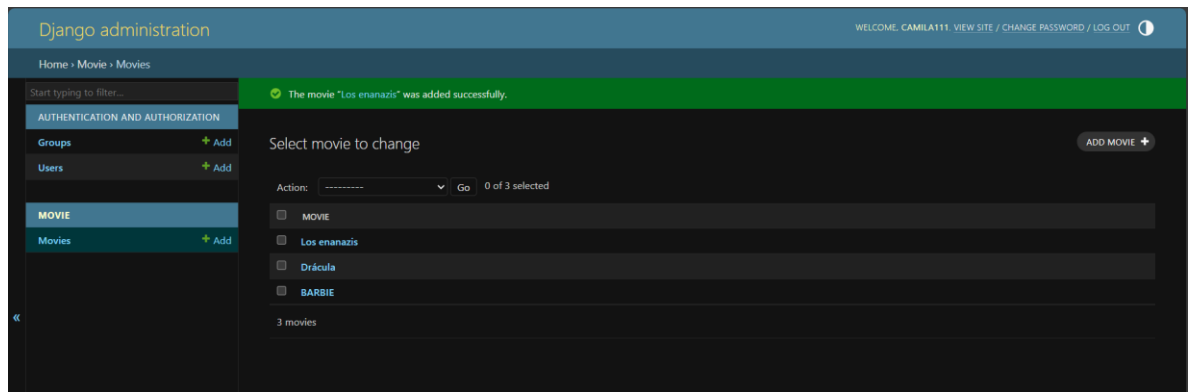 Django administration
WELCOME, CAMILA111. VIEW SITE / CHANGE PASSWORD / LOG OUT
Home › Movie › Movies
Start typing to filter...
AUTHENTICATION AND AUTHORIZATION
Groups + Add
Users + Add
MOVIE
Movies + Add
«
The movie "Los enanazis" was added successfully.
Select movie to change
ADD MOVIE +
Action: --------- Go 0 of 3 selected
MOVIE
Los enanazis
Drácula
BARBIE
3 movies